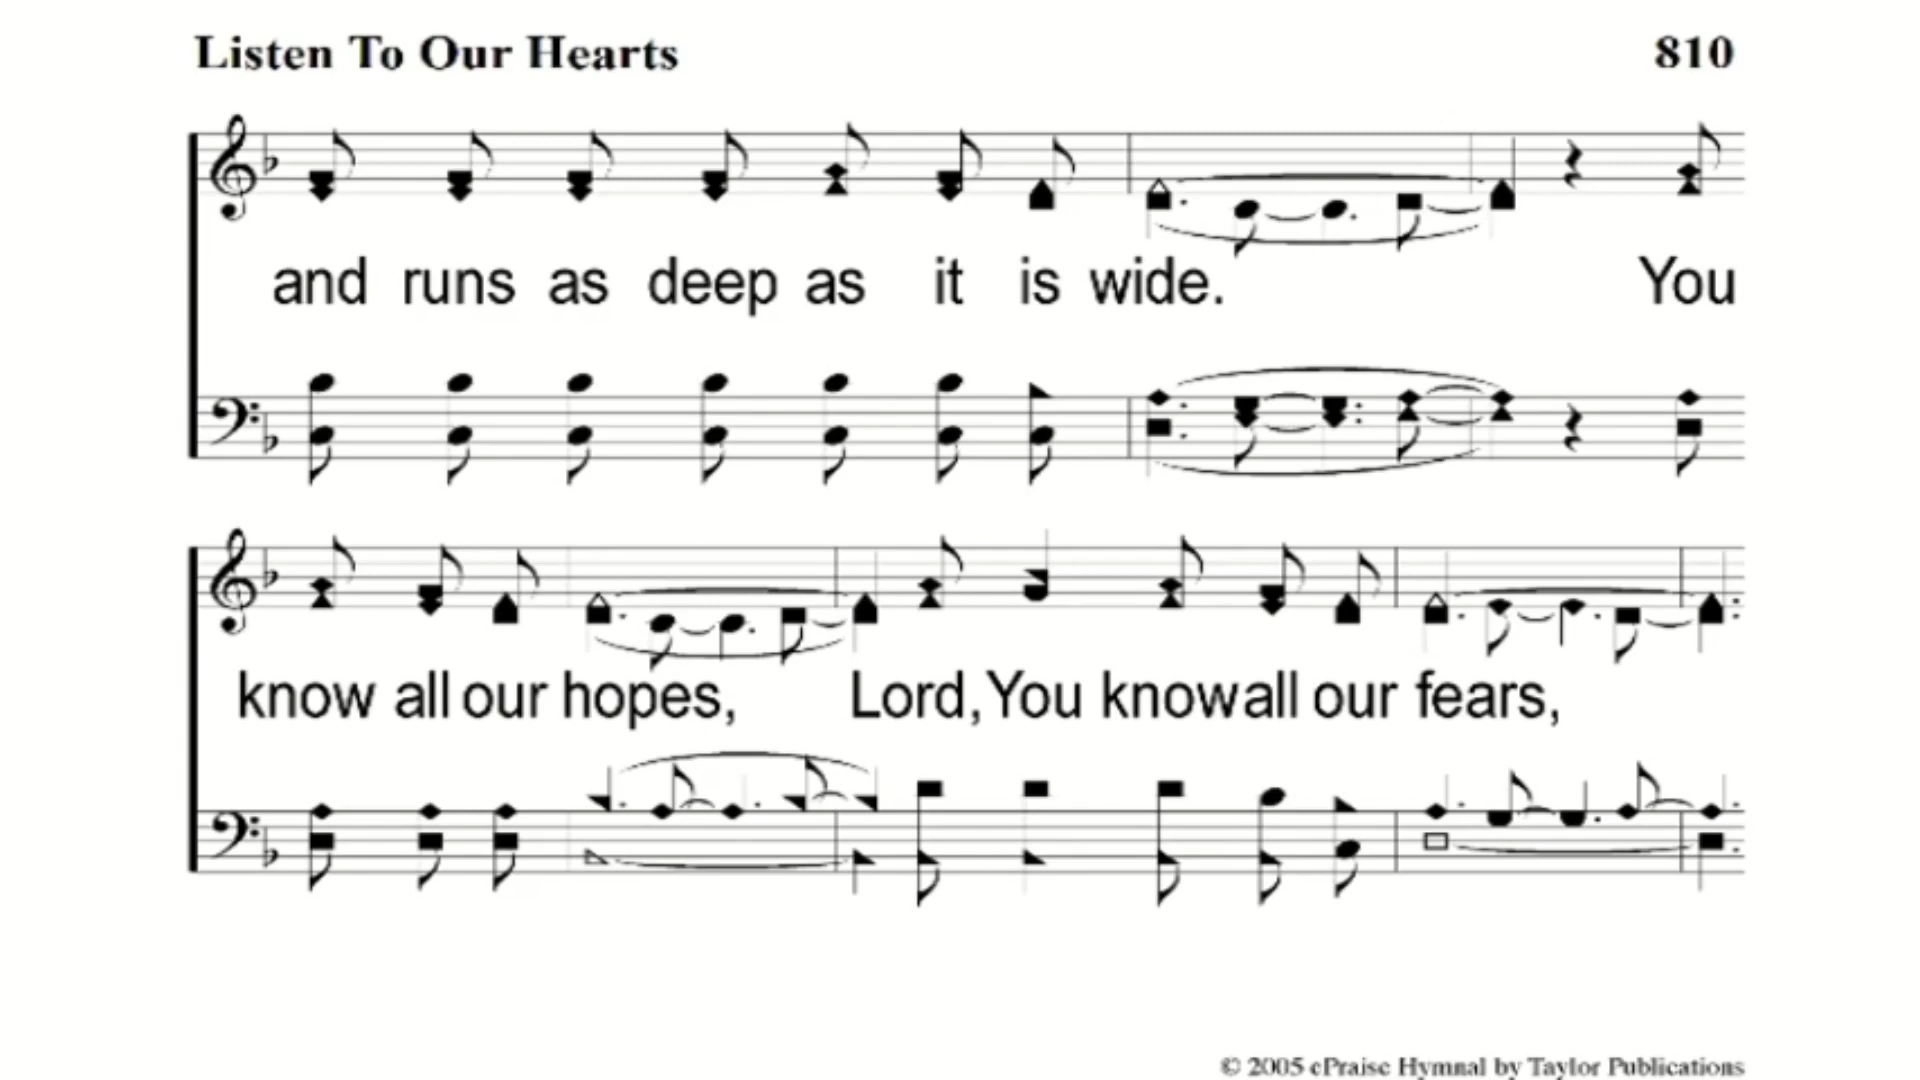 Listen To Our Hearts 810
and runs as deep as it is wide. You
know all our hopes, Lord, You know all our fears,
© 2005 ePraise Hymnal by Taylor Publications